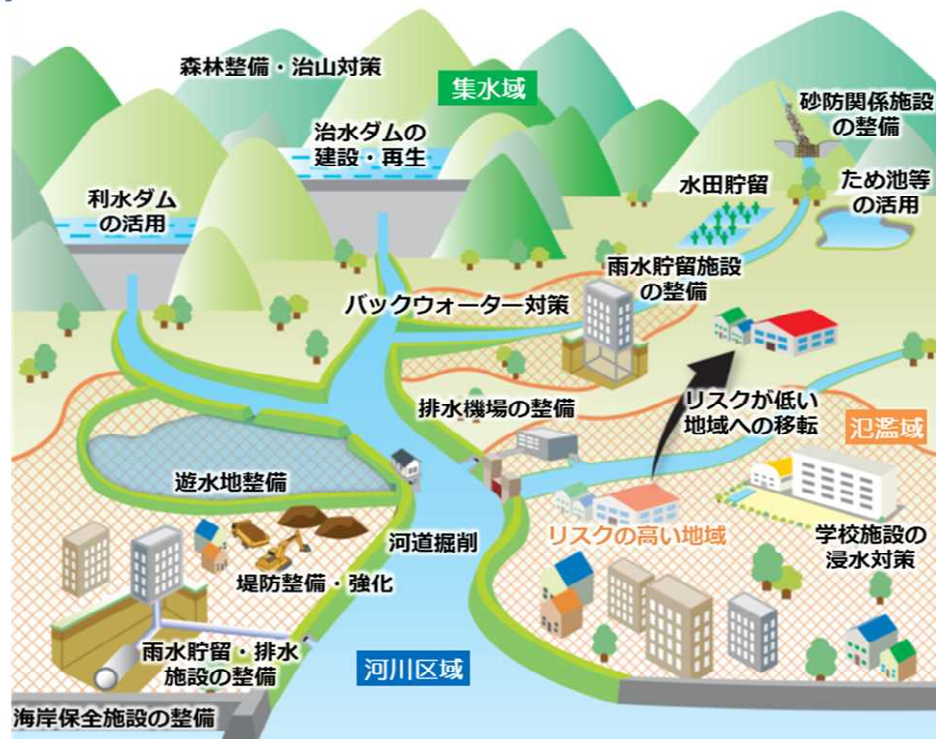 森林整備・治山対策
集水域
砂防関係施設
の整備
治水ダムの
建設・再生
水田貯留
ため池等
の活用
利水ダム
の活用
雨水貯留施設
の整備
バックウォーター対策
排水機場の整備
リスクが低い
地域への移転
氾濫域
遊水地整備
河道掘削
リスクの高い地域
学校施設の
浸水対策
堤防整備・強化
雨水貯留・排水
施設の整備
河川区域
海岸保全施設の整備